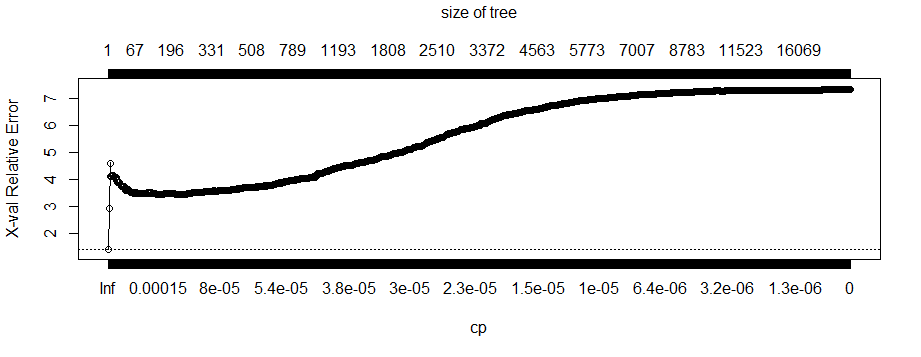 size of tree
1 67 196 331 508 789 1193 1808 2510 3372 4563 5773 7007 8783 11523 16069
X-val Relative Error
7
6
5
4
3
2
Inf 0.00015 8e-05 5.4e-05 3.8e-05 3e-05 2.3e-05 1.5e-05 1e-05 6.4e-06 3.2e-06 1.3e-06 0
cp